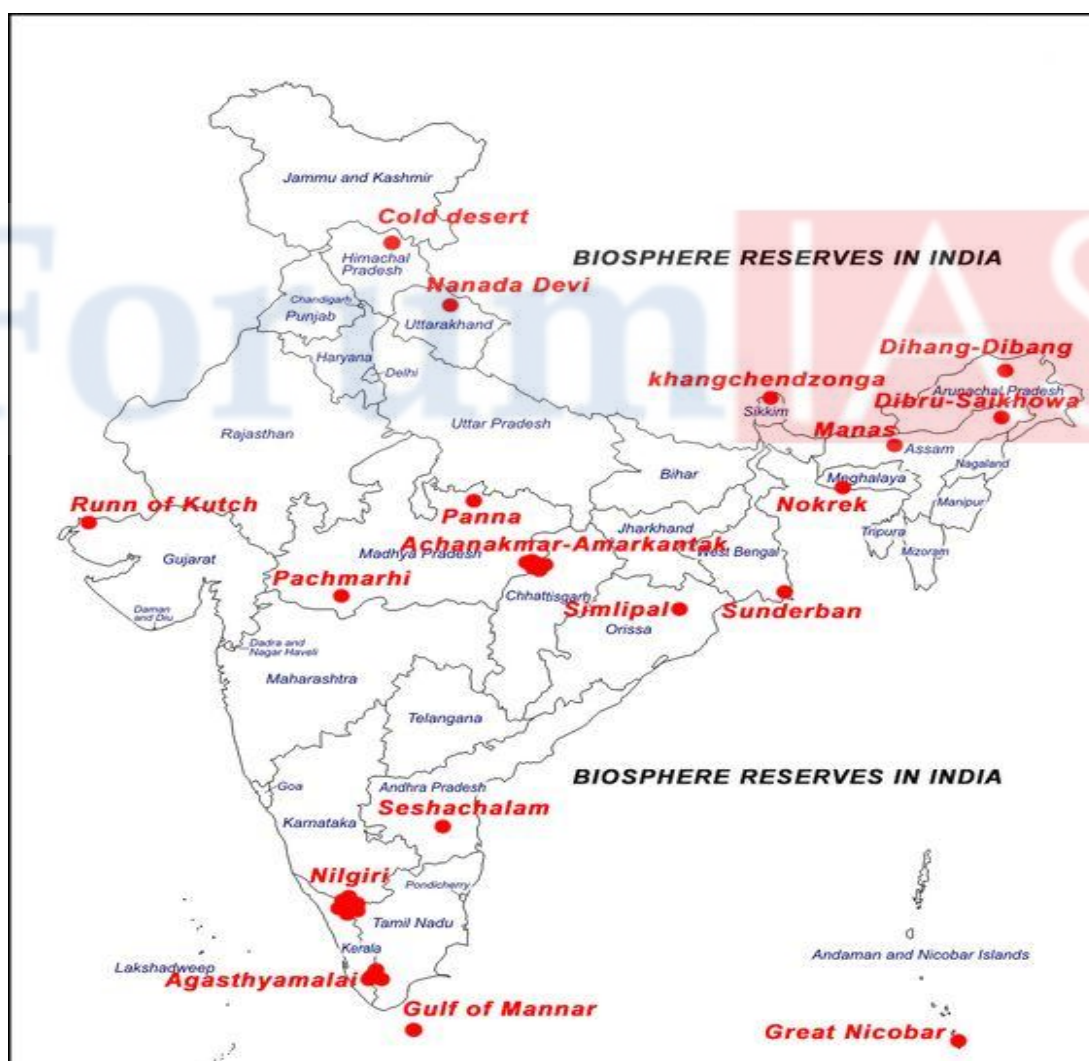 Jammu and Kashmir
Cold desert
BIOSPHERE RESERVES IN INDIA
Himachal
Pradesh
Nanada Devi
Chandigarh
Punjab
Uttarakhand
Forum IAS
Haryana
Delhi
Dihang-Dibang
khangchendzonga
Arunachal Pradesh
Sikkim
Dibru-Saikhowa
Uttar Pradesh
Rajasthan
Manas
Assam
Nagaland
Bihar
Meghalaya
Runn of Kutch
Panna
Nokrek
Manipur
Jharkhand
Tripura
Achanakmar-Amarkantak
Madhya Pradesh
West Bengal
Mizoram
Gujarat
Pachmarhi
Chhattisgarh
Simlipal
Sunderban
Daman
and Diu
Orissa
Dadra and
Nagar Haveli
Maharashtra
Telangana
BIOSPHERE RESERVES IN INDIA
Goa
Andhra Pradesh
Seshachalam
Karnataka
Nilgiri
Pondicherry
Tamil Nadu
Kerala
Andaman and Nicobar Islands
Lakshadweep
Agasthyamalai
Gulf of Mannar
Great Nicobar